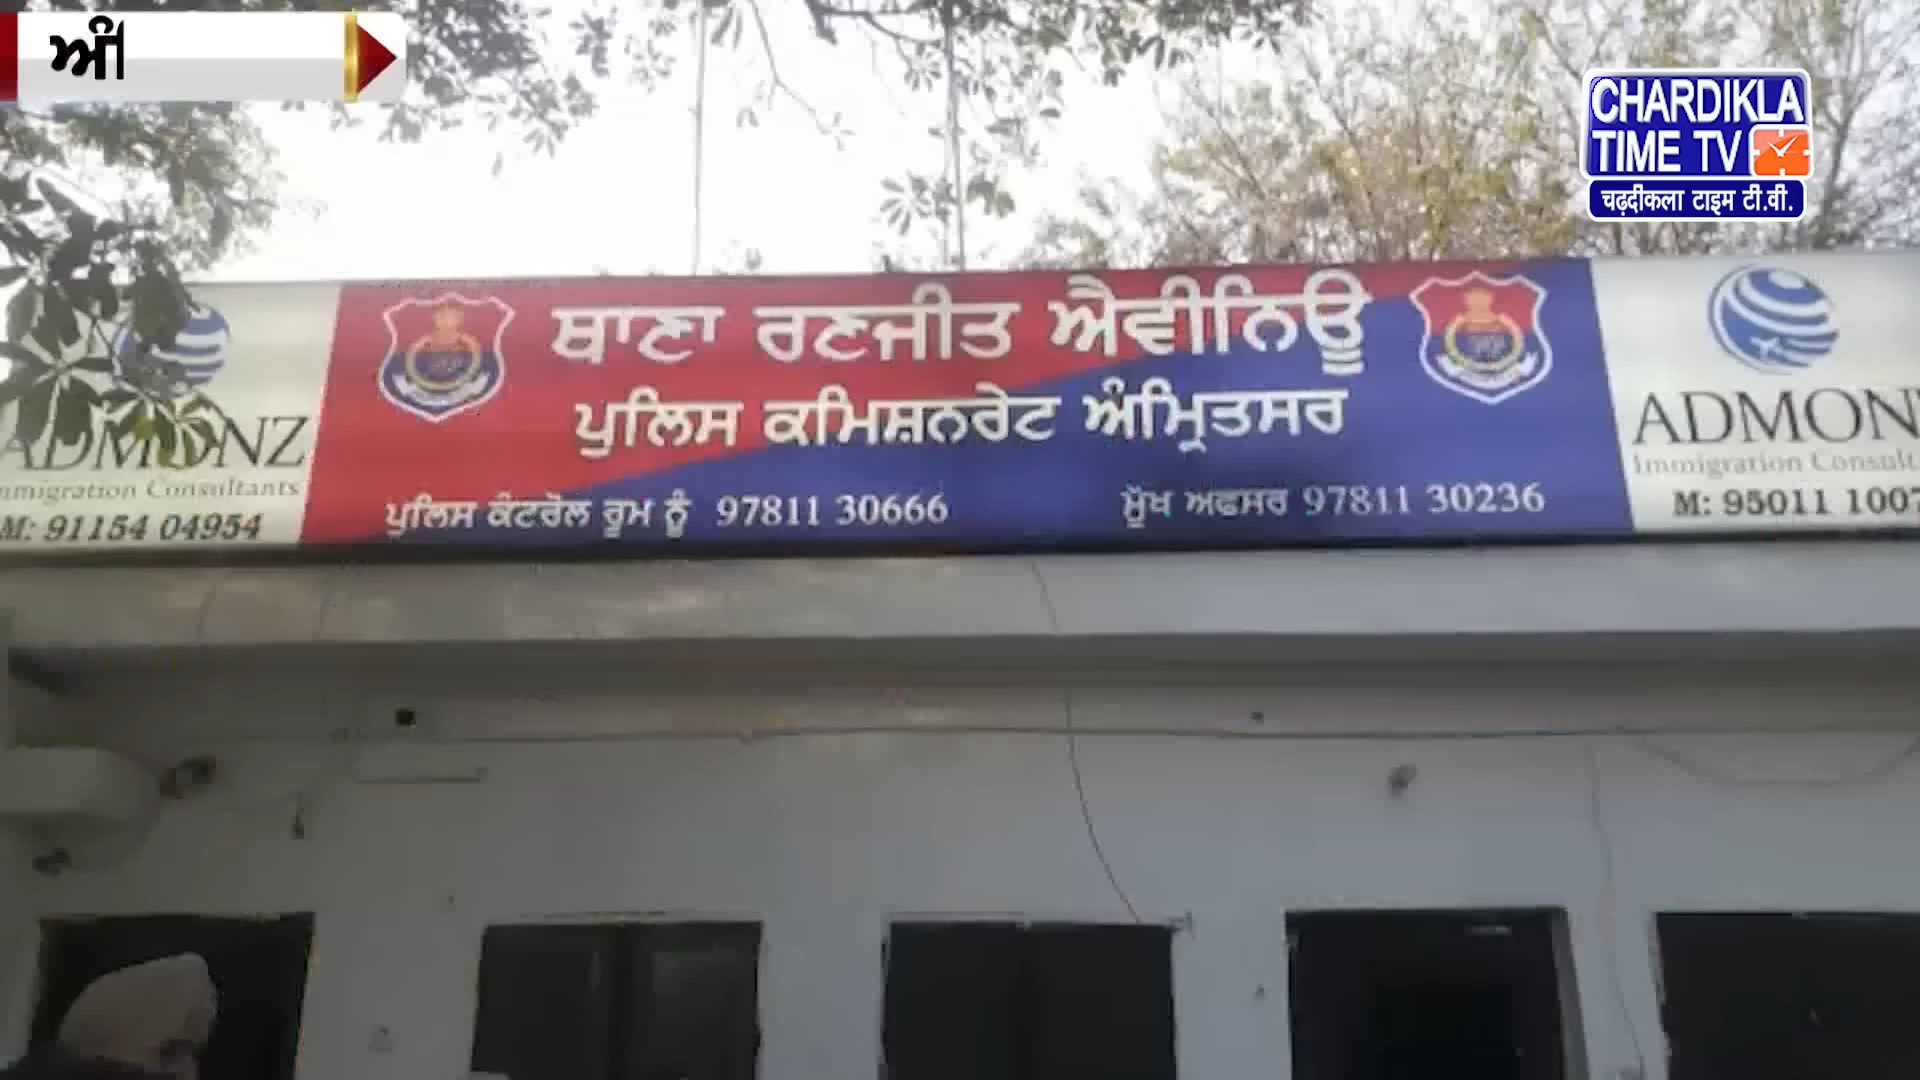 ਅੰ
CHARDIKLA
TIME TV
चढ़दीकला टाइम टी.वी.
ਥਾਣਾ ਰਣਜੀਤ ਐਵੀਨਿਊ
ਪੁਲਿਸ ਕਮਿਸ਼ਨਰੇਟ ਅੰਮ੍ਰਿਤਸਰ
ਪੁਲਿਸ ਕੰਟਰੋਲ ਰੂਮ ਨੂੰ 97811 30666
ਮੁੱਖ ਅਫਸਰ 97811 30236
ADMONZ
Immigration Consultants
M: 91154 04954
ADMON
Immigration Consult
M: 95011 1007